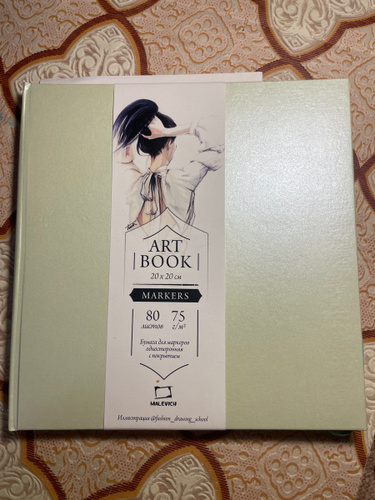 ART
BOOK
20 x 20 см
MARKERS
80 75
листов г/м²
Бумага для маркеров
односторонняя
с покрытием
MALEVICH
Иллюстрация @fashion_drawing_school